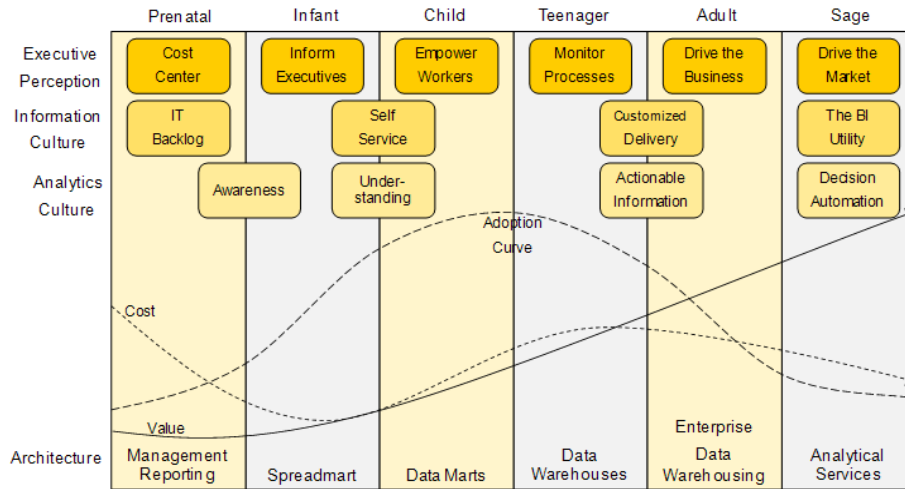 Prenatal Infant Child Teenager Adult Sage
Executive
Perception
Cost
Center
Inform
Executives
Empower
Workers
Monitor
Processes
Drive the
Business
Drive the
Market
Information
Culture
IT
Backlog
Self
Service
Customized
Delivery
The BI
Utility
Analytics
Culture
Awareness
Under-
standing
Actionable
Information
Decision
Automation
Adoption
Curve
Cost
Value
Architecture
Management
Reporting
Spreadmart
Data Marts
Data
Warehouses
Enterprise
Data
Warehousing
Analytical
Services